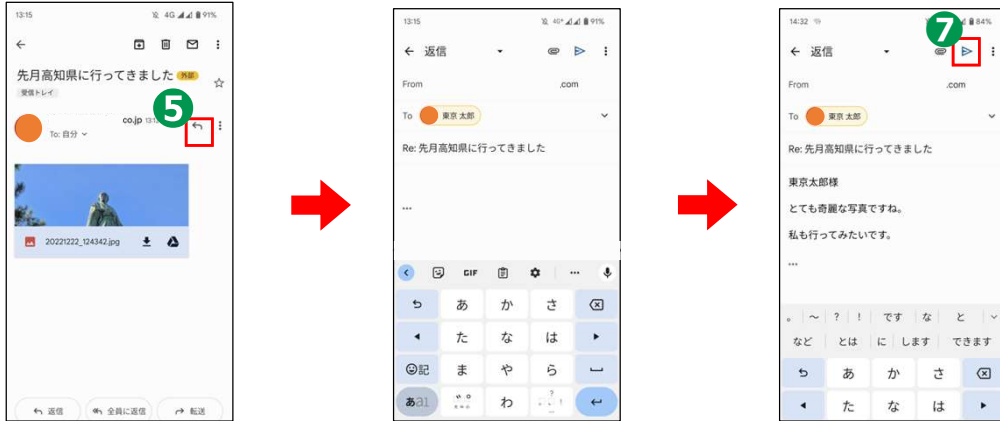 13:15
4G
91%
先月高知県に行ってきました 外部
受信トレイ
5
co.jp
To: 自分
20221222_124342.jpg
返信
全員に返信
転送
13:15
4G+
91%
返信
From
.com
To
東京 太郎
Re: 先月高知県に行ってきました
...
GIF
...
あ
か
さ
た
な
は
記
ま
や
ら
あa1
、。?!
わ
14:32
84%
7
返信
From
.com
To
東京 太郎
Re: 先月高知県に行ってきました
東京太郎様
とても奇麗な写真ですね。
私も行ってみたいです。
...
。 ～ ? ! です な と
など とは に します できます
あ
か
さ
た
な
は